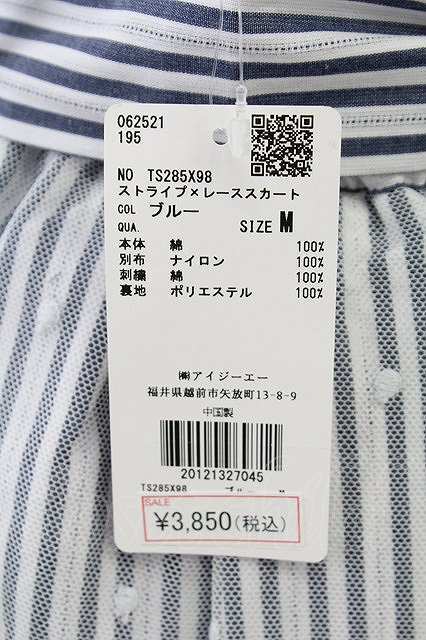 062521
195
NO TS285X98
ストライプ×レーススカート
COL ブルー
QUA. SIZE M
本体 綿 100%
別布 ナイロン 100%
刺繍 綿 100%
裏地 ポリエステル 100%
㈱アイジーエー
福井県越前市矢放町13-8-9
中国製
20121327045
TS285X98
SALE
¥3,850(税込)